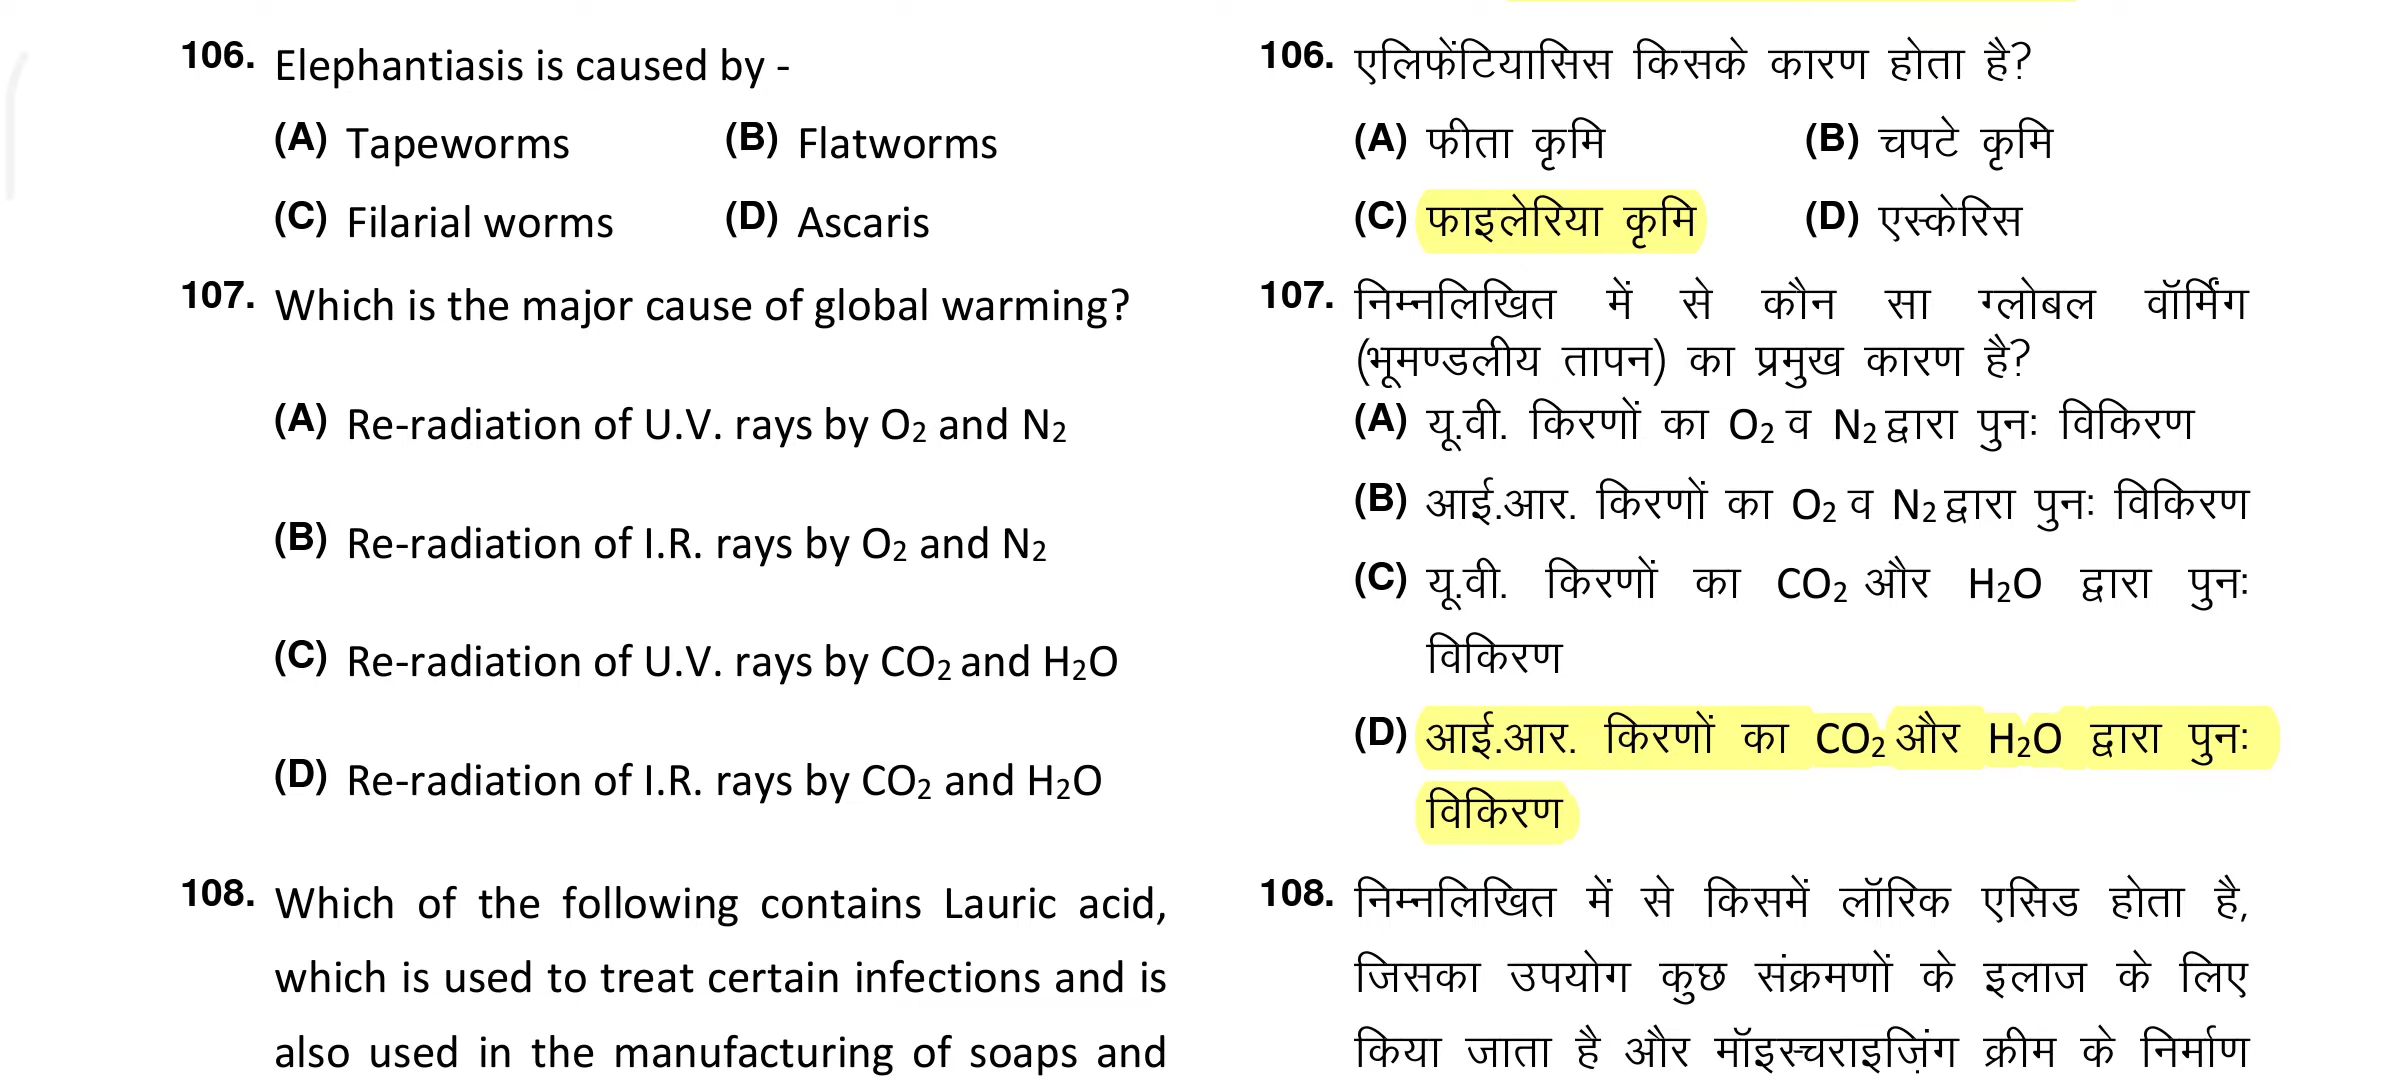 106. Elephantiasis is caused by -
(A) Tapeworms (B) Flatworms
(C) Filarial worms (D) Ascaris
107. Which is the major cause of global warming?
(A) Re-radiation of U.V. rays by O2 and N2
(B) Re-radiation of I.R. rays by O2 and N2
(C) Re-radiation of U.V. rays by CO2 and H2O
(D) Re-radiation of I.R. rays by CO2 and H2O
108. Which of the following contains Lauric acid,
which is used to treat certain infections and is
also used in the manufacturing of soaps and
106. एलिफेंटियासिस किसके कारण होता है?
(A) फीता कृमि (B) चपटे कृमि
(C) फाइलेरिया कृमि (D) एस्केरिस
107. निम्नलिखित में से कौन सा ग्लोबल वॉर्मिंग
(भूमण्डलीय तापन) का प्रमुख कारण है?
(A) यू.वी. किरणों का O2 व N2 द्वारा पुनः विकिरण
(B) आई.आर. किरणों का O2 व N2 द्वारा पुनः विकिरण
(C) यू.वी. किरणों का CO2 और H2O द्वारा पुनः
विकिरण
(D) आई.आर. किरणों का CO2 और H2O द्वारा पुनः
विकिरण
108. निम्नलिखित में से किसमें लॉरिक एसिड होता है,
जिसका उपयोग कुछ संक्रमणों के इलाज के लिए
किया जाता है और मॉइस्चराइज़िंग क्रीम के निर्माण